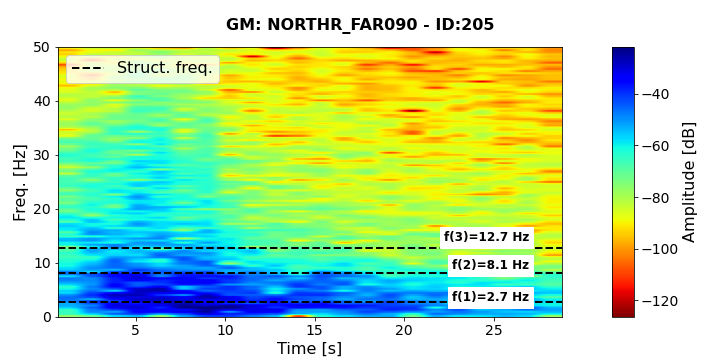 GM: NORTHR_FAR090 - ID:205
Struct. freq.
50
40
30
20
10
0
Freq. [Hz]
f(3)=12.7 Hz
f(2)=8.1 Hz
f(1)=2.7 Hz
5 10 15 20 25
Time [s]
−40
−60
−80
−100
−120
Amplitude [dB]